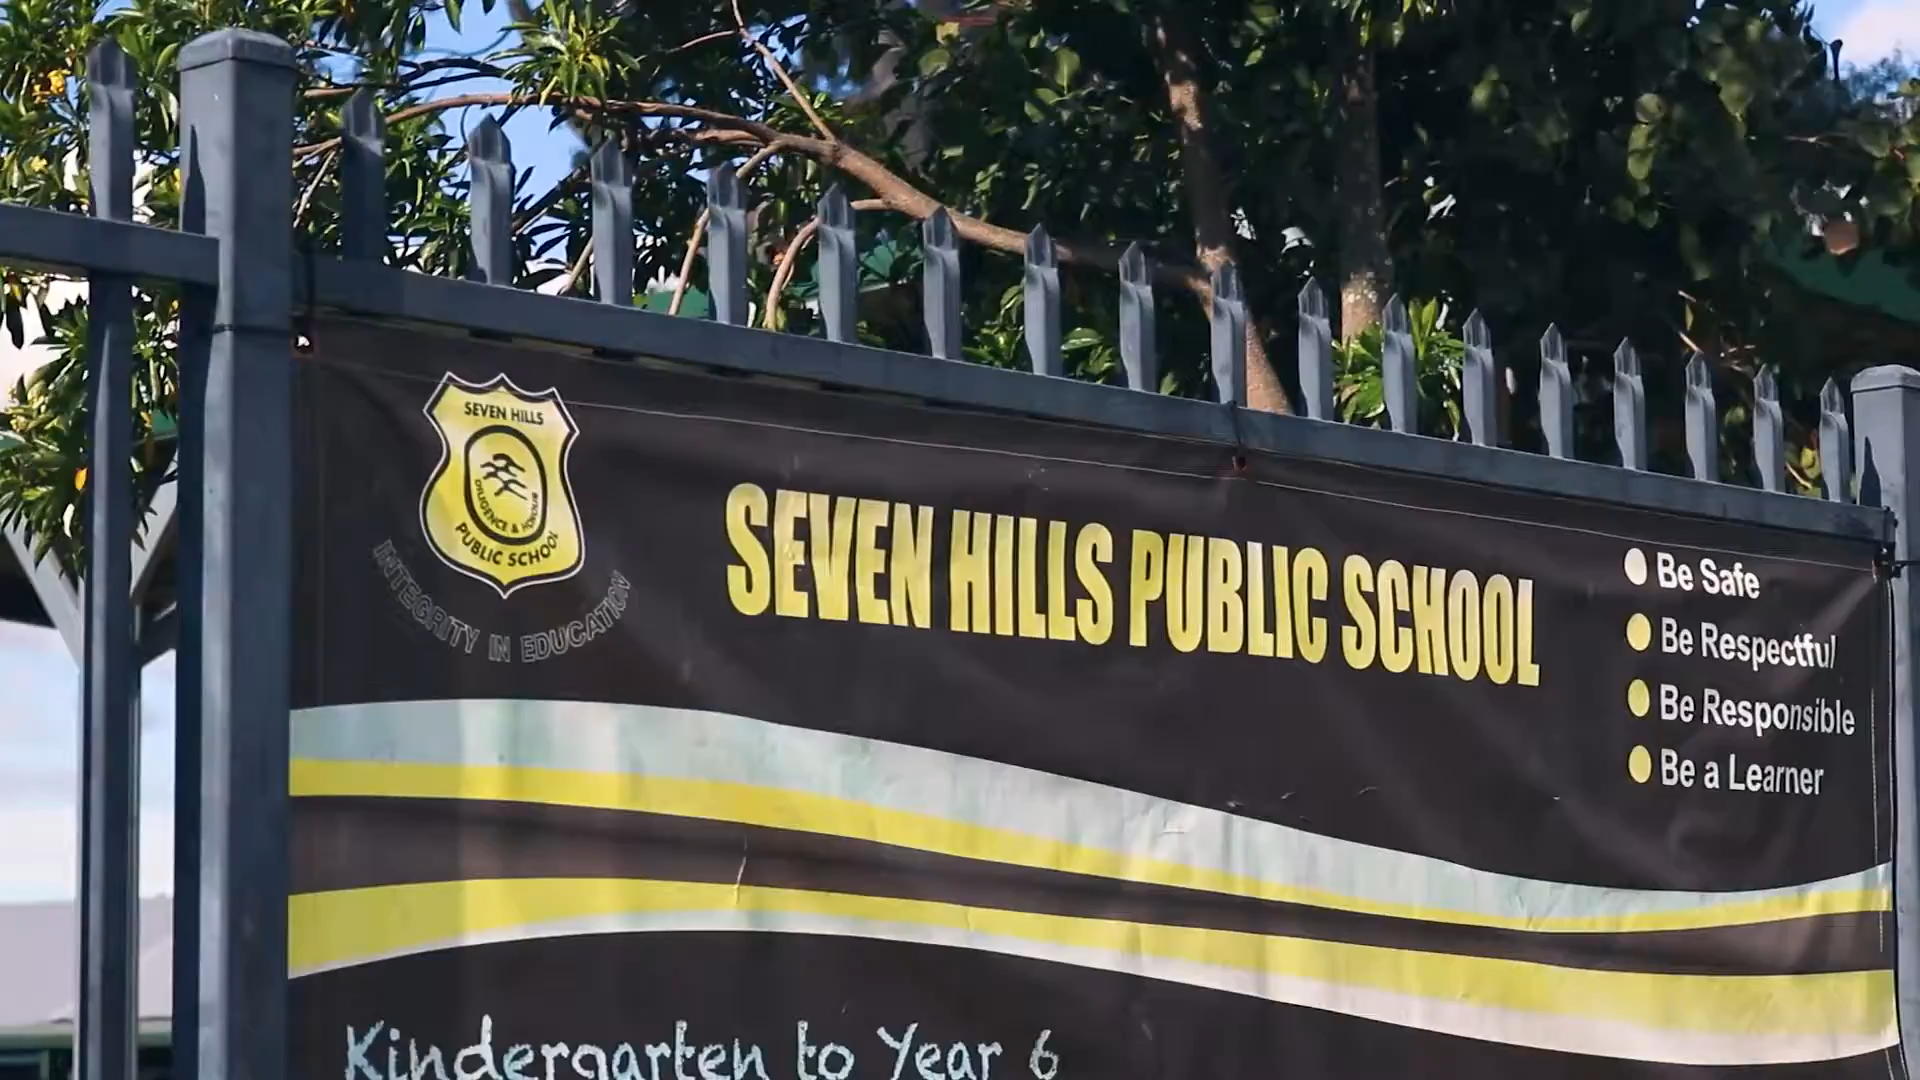 SEVEN HILLS
DILIGENCE & HONOUR
PUBLIC SCHOOL
INTEGRITY IN EDUCATION
SEVEN HILLS PUBLIC SCHOOL
Be Safe
Be Respectful
Be Responsible
Be a Learner
Kindergarten to Year 6